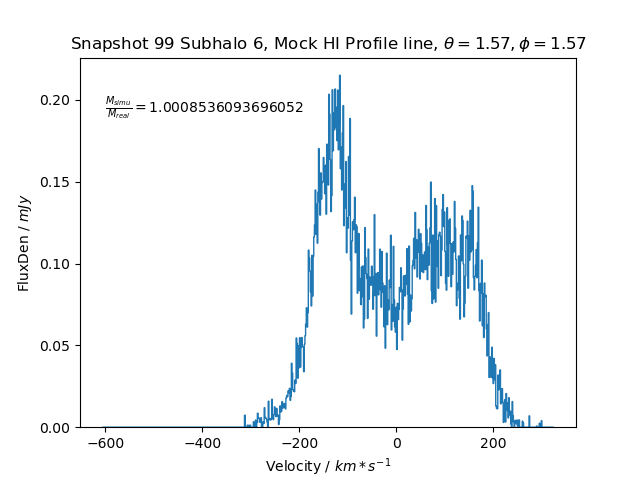 Snapshot 99 Subhalo 6, Mock HI Profile line, θ = 1.57, ϕ = 1.57
M_simu/M_real = 1.0008536093696052
FluxDen / mJy
0.20
0.15
0.10
0.05
0.00
−600 −400 −200 0 200
Velocity / km * s⁻¹